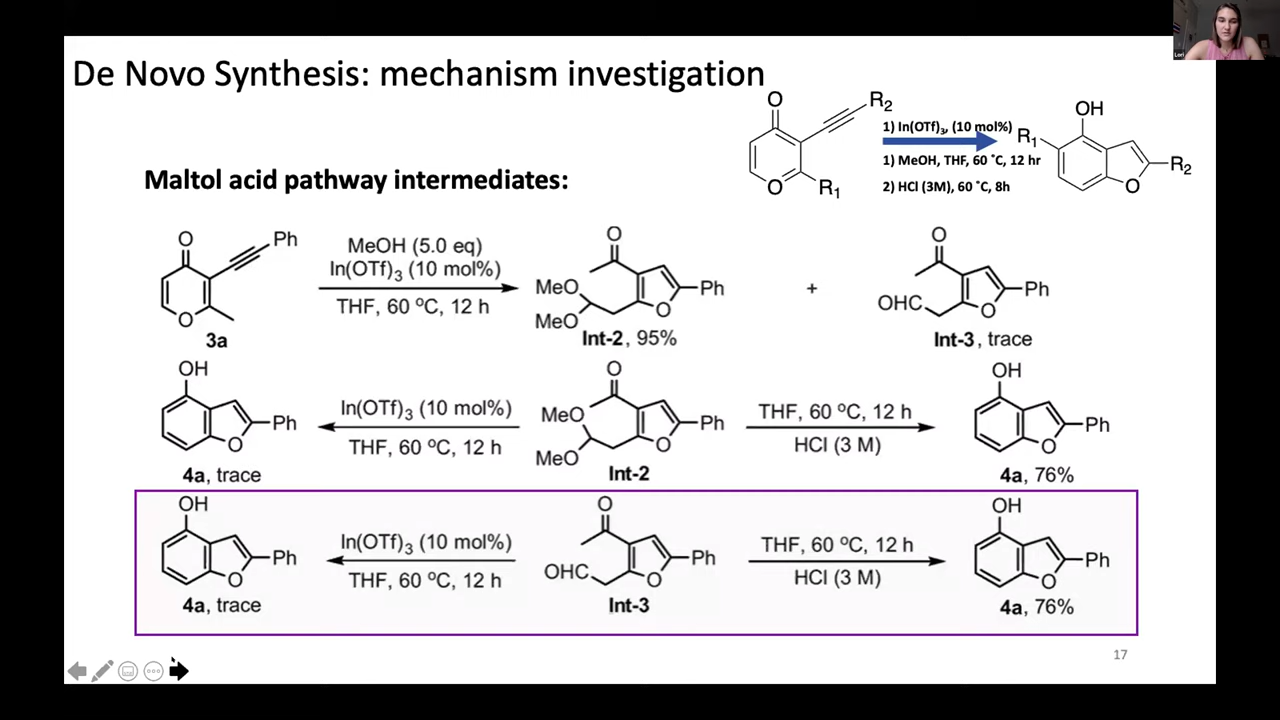 De Novo Synthesis: mechanism investigation
O
R2
O
R1
1) In(OTf)3, (10 mol%)
1) MeOH, THF, 60 ˚C, 12 hr
2) HCl (3M), 60 ˚C, 8h
OH
R1
O
R2
Maltol acid pathway intermediates:
O
Ph
O
3a
MeOH (5.0 eq)
In(OTf)3 (10 mol%)
THF, 60 ºC, 12 h
O
MeO
MeO
O
Ph
Int-2, 95%
+
O
OHC
O
Ph
Int-3, trace
OH
O
Ph
4a, trace
In(OTf)3 (10 mol%)
THF, 60 ºC, 12 h
O
MeO
MeO
O
Ph
Int-2
THF, 60 ºC, 12 h
HCl (3 M)
OH
O
Ph
4a, 76%
OH
O
Ph
4a, trace
In(OTf)3 (10 mol%)
THF, 60 ºC, 12 h
O
OHC
O
Ph
Int-3
THF, 60 ºC, 12 h
HCl (3 M)
OH
O
Ph
4a, 76%
17